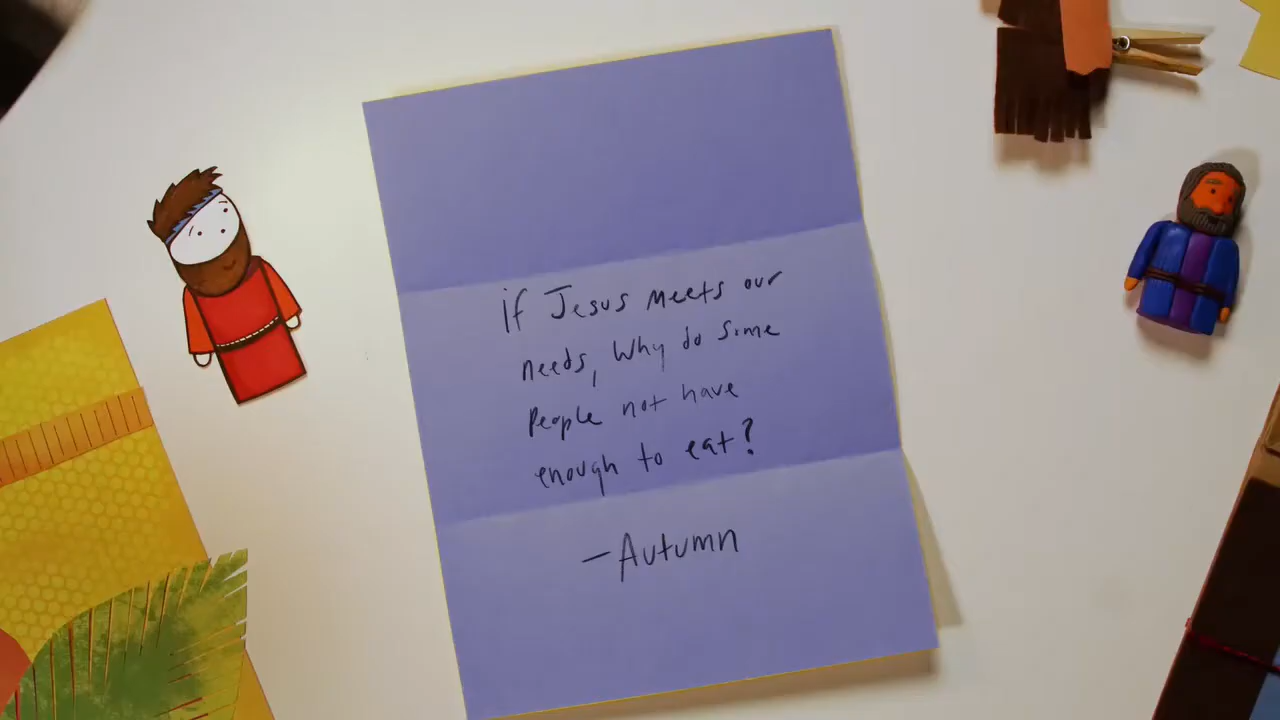 if Jesus meets our
needs, Why do Some
People not have
enough to eat?
-Autumn